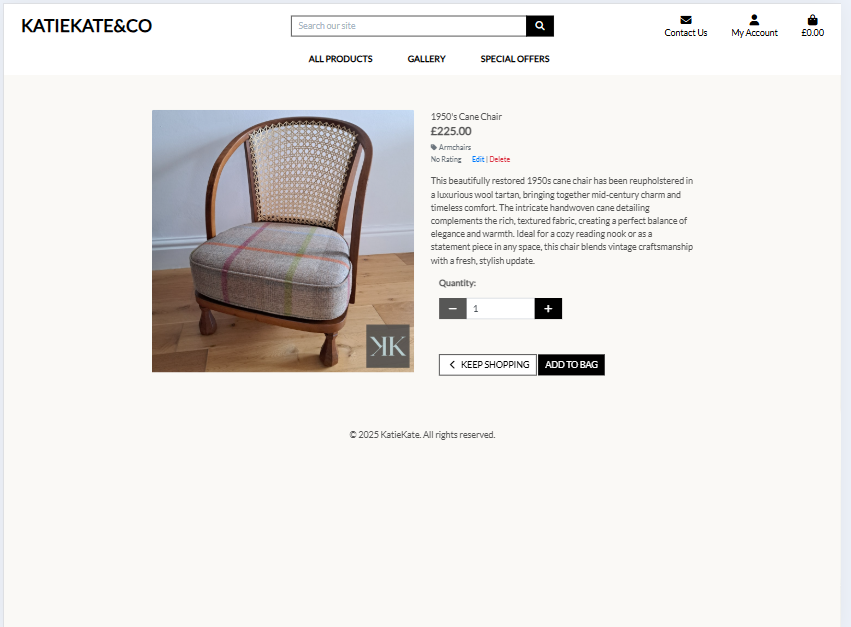 KATIEKATE&CO
Search our site
Contact Us
My Account
£0.00
ALL PRODUCTS
GALLERY
SPECIAL OFFERS
1950's Cane Chair
£225.00
Armchairs
No Rating Edit | Delete
This beautifully restored 1950s cane chair has been reupholstered in
a luxurious wool tartan, bringing together mid-century charm and
timeless comfort. The intricate handwoven cane detailing
complements the rich, textured fabric, creating a perfect balance of
elegance and warmth. Ideal for a cozy reading nook or as a
statement piece in any space, this chair blends vintage craftsmanship
with a fresh, stylish update.
Quantity:
− 1 +
KK
KEEP SHOPPING
ADD TO BAG
© 2025 KatieKate. All rights reserved.